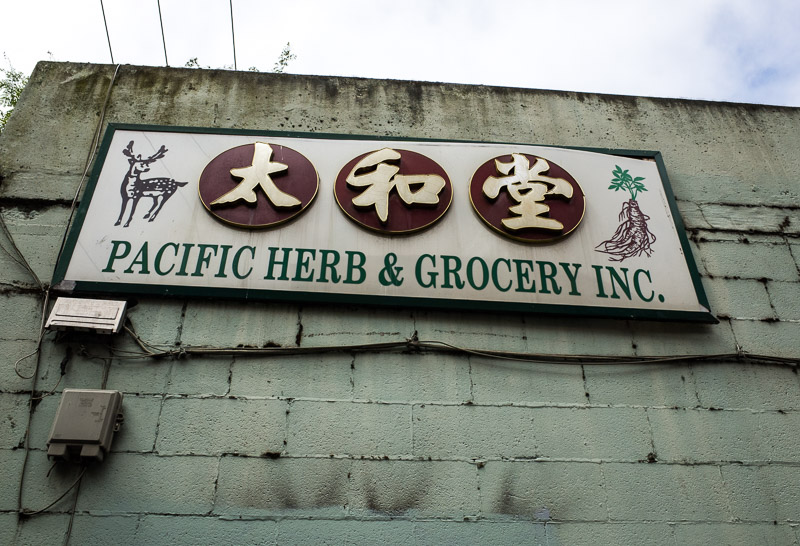 太和堂
PACIFIC HERB & GROCERY INC.